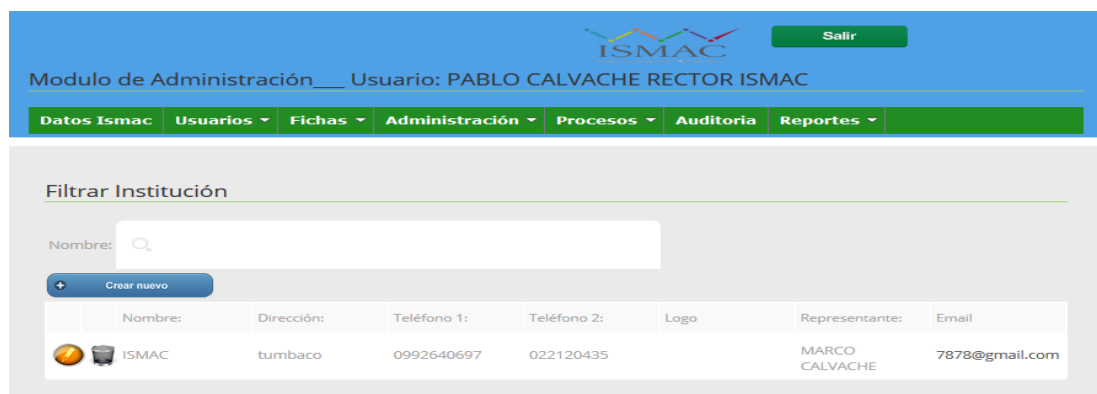 ISMAC
Salir
Modulo de Administración___ Usuario: PABLO CALVACHE RECTOR ISMAC
Datos Ismac Usuarios Fichas Administración Procesos Auditoria Reportes
Filtrar Institución
Nombre:
Crear nuevo
Nombre: Dirección: Teléfono 1: Teléfono 2: Logo Representante: Email
ISMAC tumbaco 0992640697 022120435 MARCO CALVACHE 7878@gmail.com